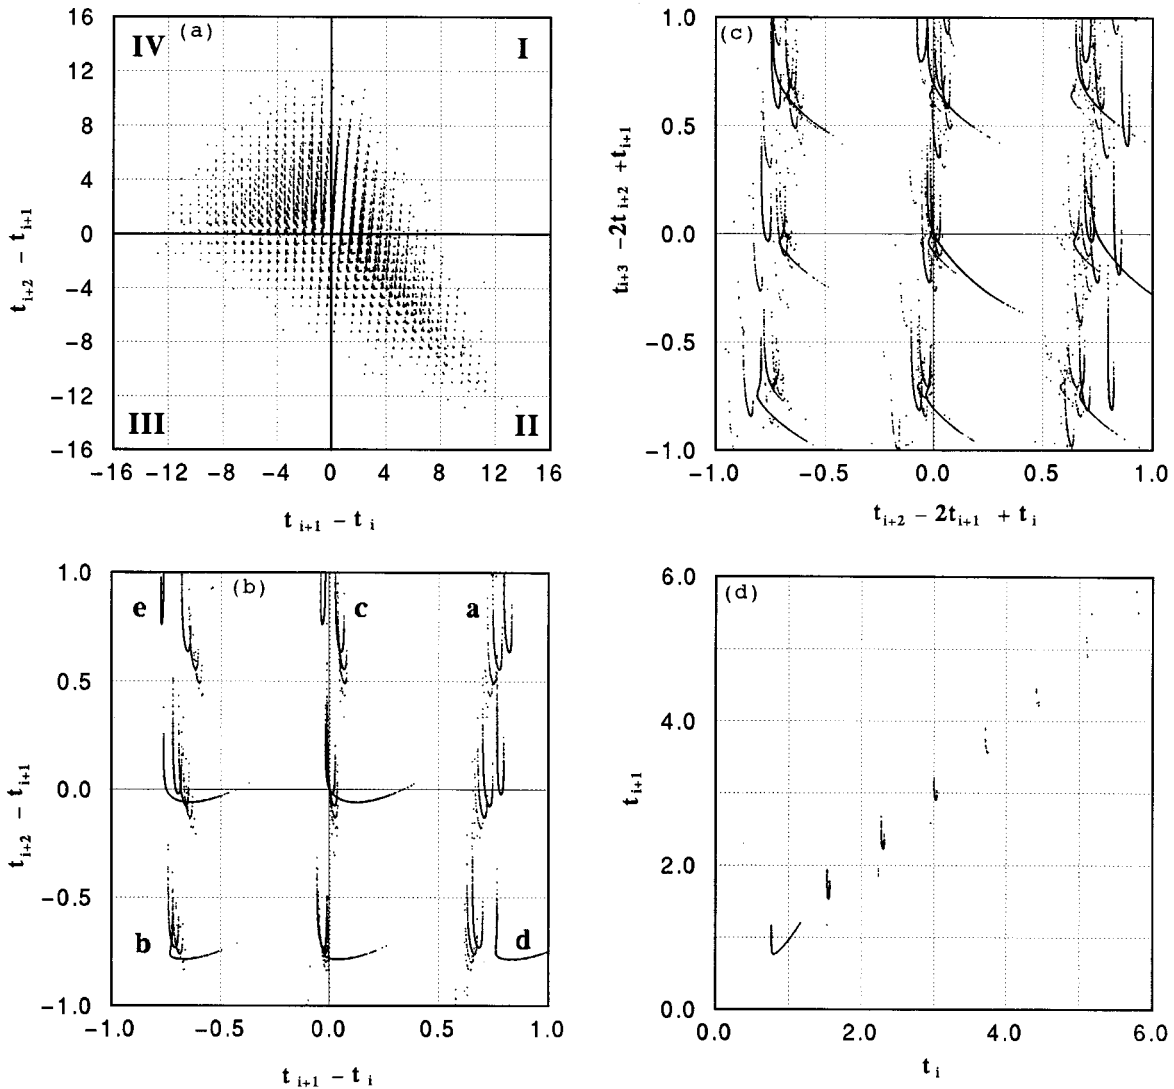 16
12
8
4
0
−4
−8
−12
−16
IV
(a)
I
III
II
−16 −12 −8 −4 0 4 8 12 16
t i+2 − t i+1
t i+1 − t i
1.0
0.5
0.0
−0.5
−1.0
(c)
−1.0 −0.5 0.0 0.5 1.0
t i+3 −2t i+2 +t i+1
t i+2 − 2t i+1 + t i
1.0
0.5
0.0
−0.5
−1.0
e
(b)
c
a
b
d
−1.0 −0.5 0.0 0.5 1.0
t i+2 − t i+1
t i+1 − t i
6.0
4.0
2.0
0.0
(d)
0.0 2.0 4.0 6.0
t i+1
t i